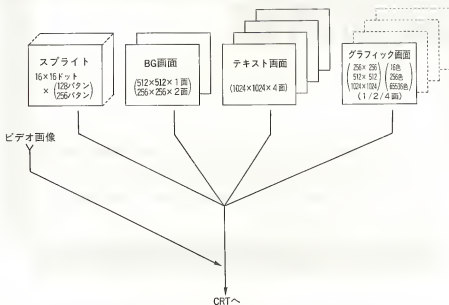 スプライト
16×16ドット
×(128パタン)
(256パタン)
BG画面
(512×512×1面)
(256×256×2画)
テキスト画面
(1024×1024×4画)
グラフィック画面
(256×256)(16色)
(512×512)(256色)
(1024×1024)(65536色)
(1/2/4画)
ビデオ画像
CRTへ